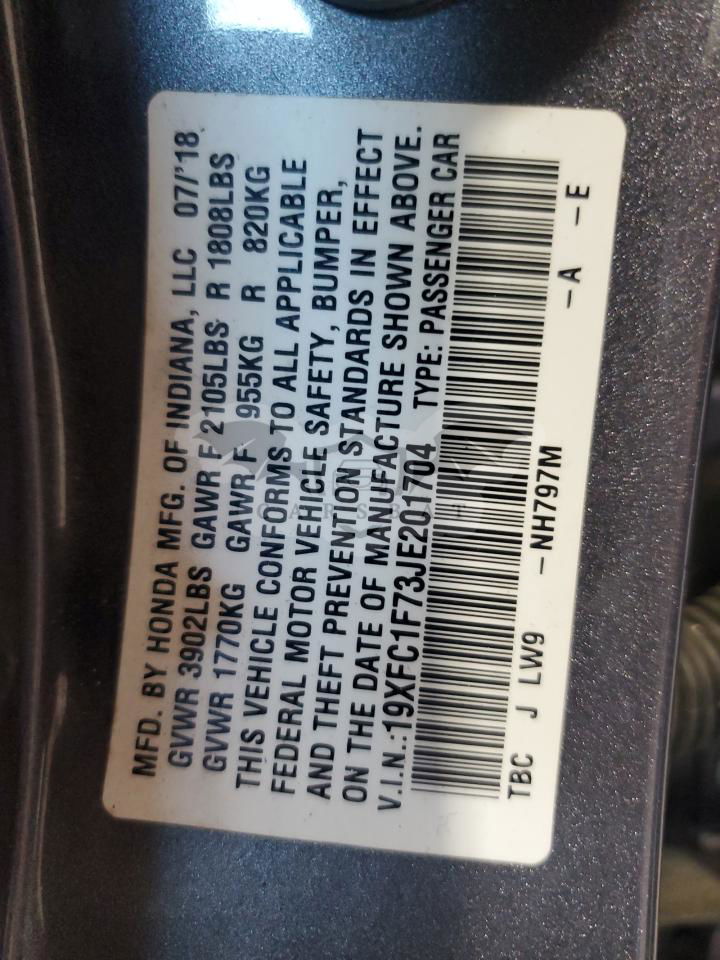 MFD. BY HONDA MFG. OF INDIANA, LLC 07/'18
GVWR 3902LBS GAWR F 2105LBS R 1808LBS
GVWR 1770KG GAWR F 955KG R 820KG
THIS VEHICLE CONFORMS TO ALL APPLICABLE
FEDERAL MOTOR VEHICLE SAFETY, BUMPER,
AND THEFT PREVENTION STANDARDS IN EFFECT
ON THE DATE OF MANUFACTURE SHOWN ABOVE.
V.I.N.:19XFC1F73JE201704 TYPE: PASSENGER CAR
TBC J LW9 -NH797M -A -E
CARSBAT